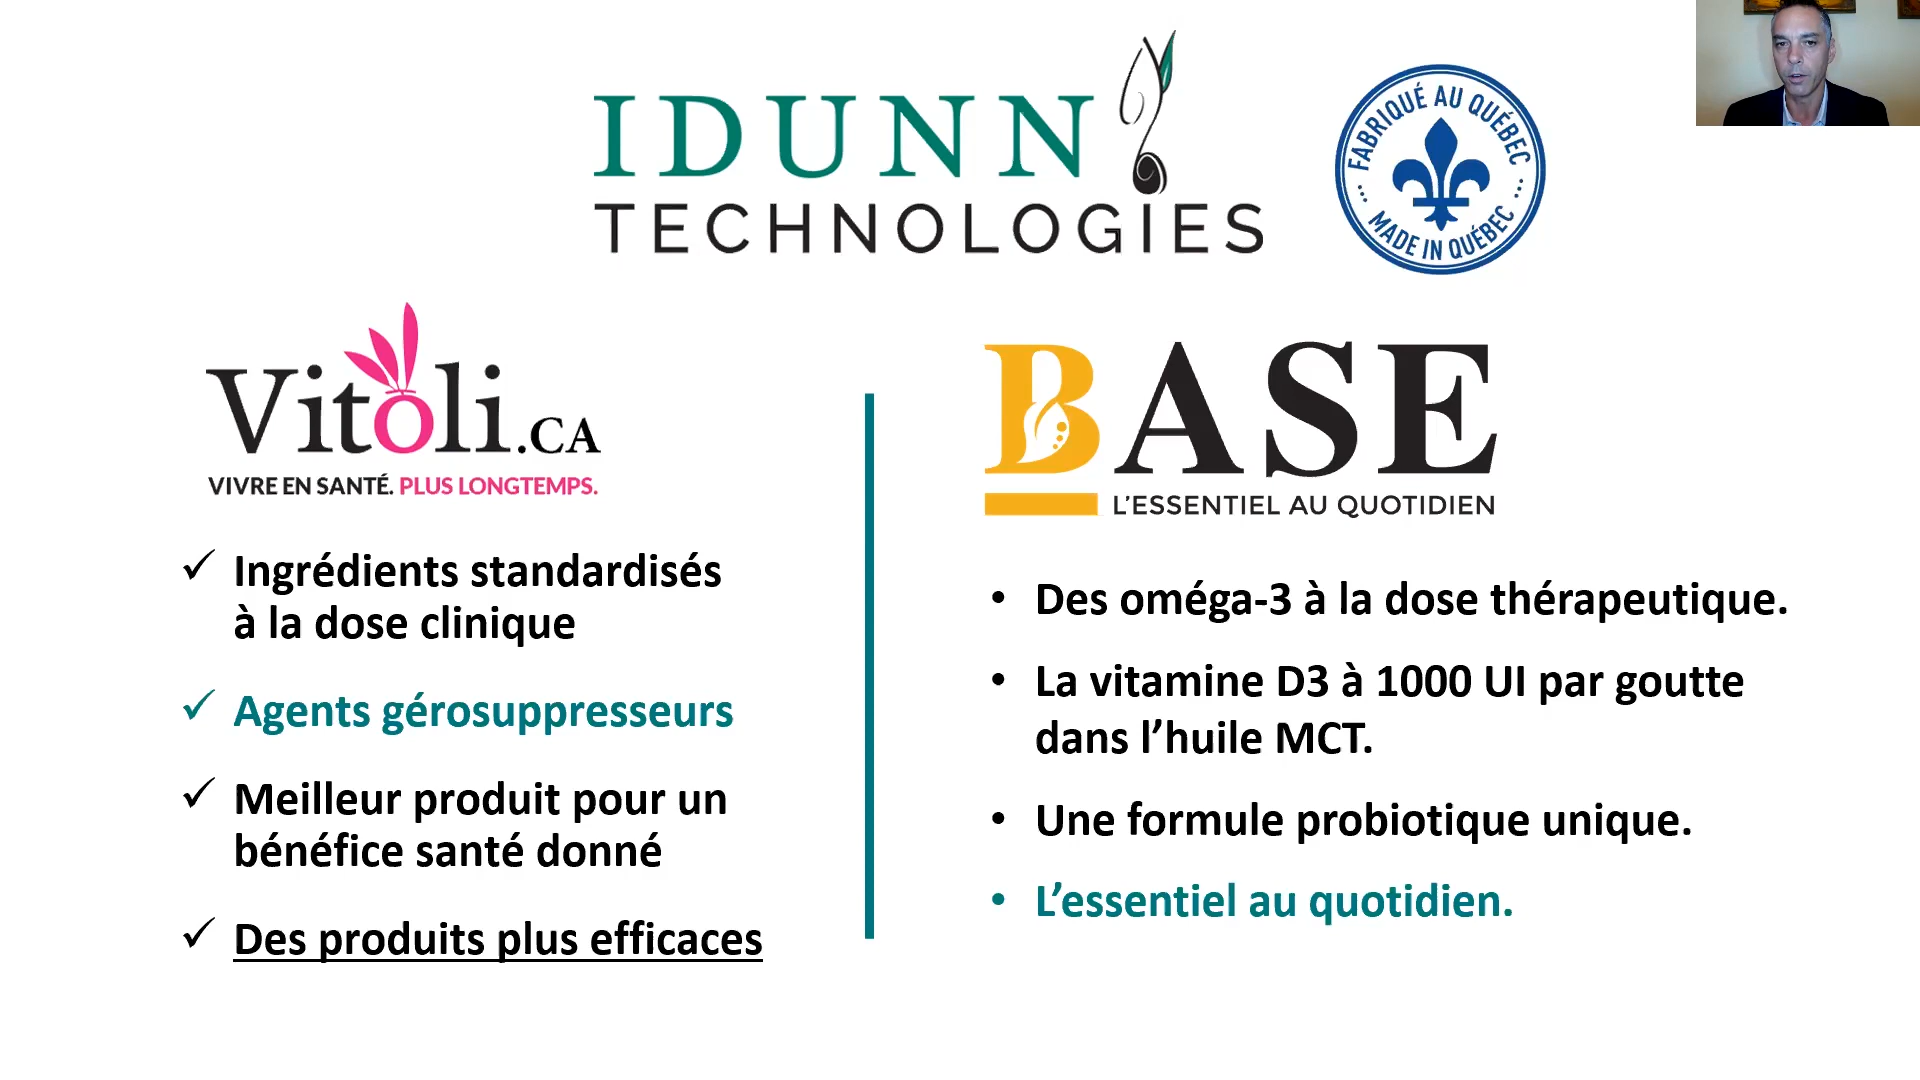 IDUNN
TECHNOLOGIES
FABRIQUÉ AU QUÉBEC
MADE IN QUÉBEC
Vitoli.CA
VIVRE EN SANTÉ. PLUS LONGTEMPS.
✓ Ingrédients standardisés
à la dose clinique
✓ Agents gérosuppresseurs
✓ Meilleur produit pour un
bénéfice santé donné
✓ Des produits plus efficaces
BASE
L'ESSENTIEL AU QUOTIDIEN
• Des oméga-3 à la dose thérapeutique.
• La vitamine D3 à 1000 UI par goutte
dans l’huile MCT.
• Une formule probiotique unique.
• L’essentiel au quotidien.